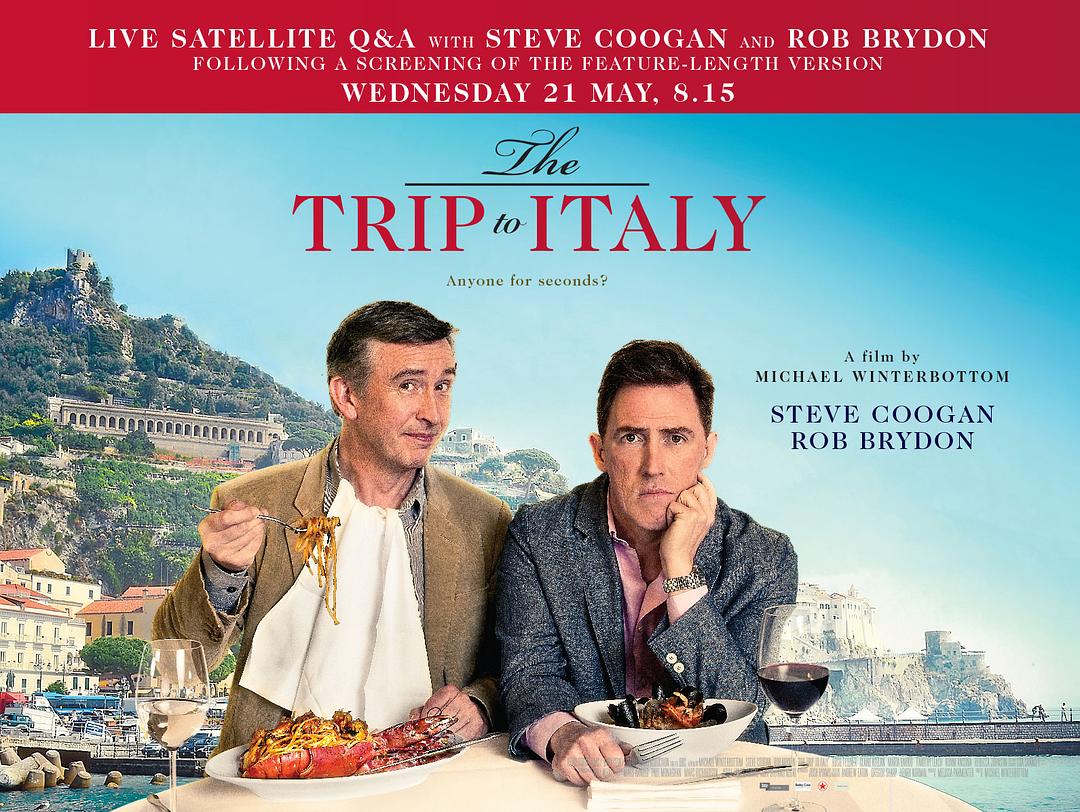 LIVE SATELLITE Q&A WITH STEVE COOGAN AND ROB BRYDON
FOLLOWING A SCREENING OF THE FEATURE-LENGTH VERSION
WEDNESDAY 21 MAY, 8.15
The
TRIP to ITALY
Anyone for seconds?
A film by
MICHAEL WINTERBOTTOM
STEVE COOGAN
ROB BRYDON